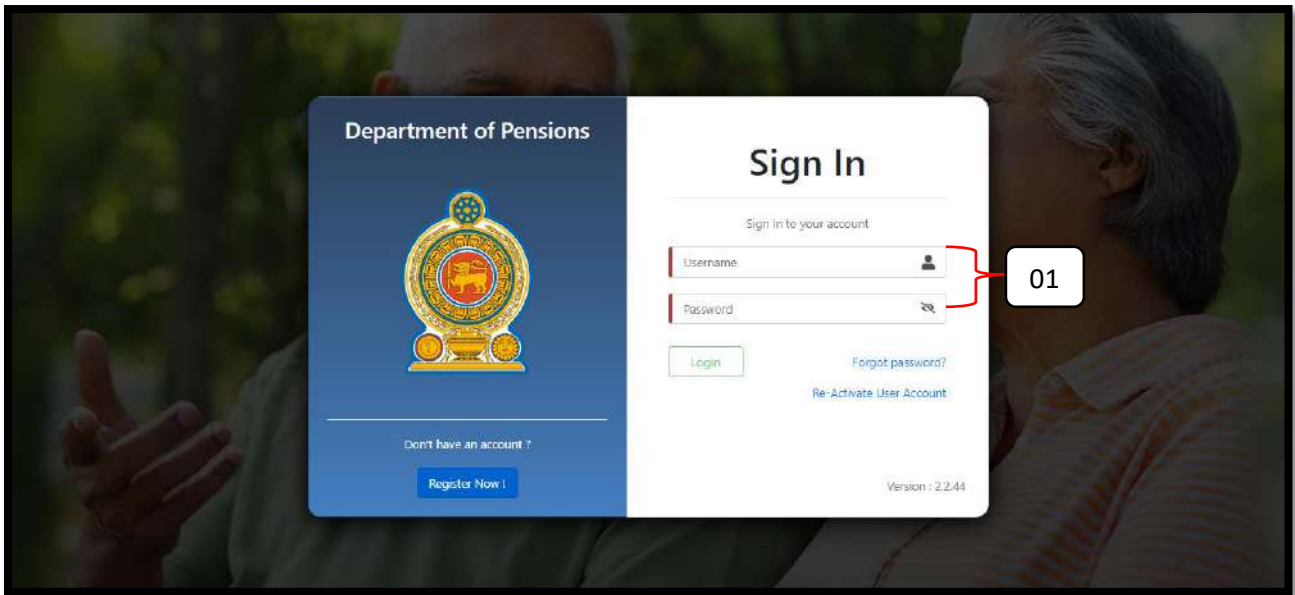 Department of Pensions
Don't have an account ?
Register Now !
Sign In
Sign in to your account
Username
Password
Login
Forgot password?
Re-Activate User Account
Version : 2.2.44
01